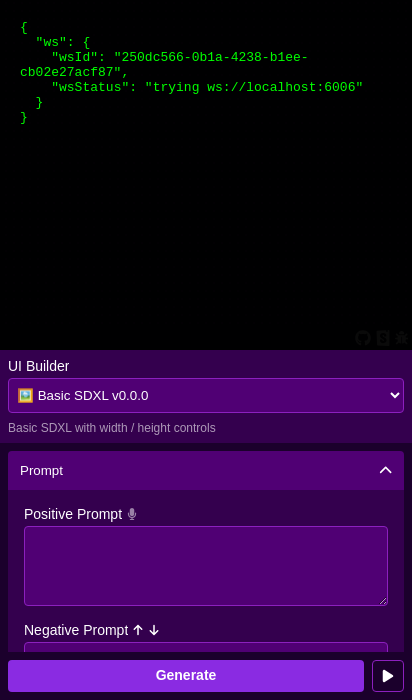 {
"ws": {
"wsId": "250dc566-0b1a-4238-b1ee-
cb02e27acf87",
"wsStatus": "trying ws://localhost:6006"
}
}
UI Builder
🖼️ Basic SDXL v0.0.0
Basic SDXL with width / height controls
Prompt
Positive Prompt
Negative Prompt
Generate